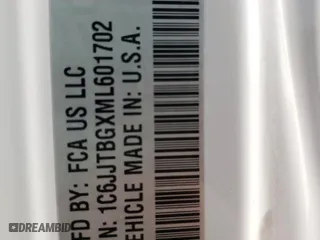 FD BY: FCA US LLC
N: 1C6JJTBGXML601702
EHICLE MADE IN: U.S.A.
DREAMBID